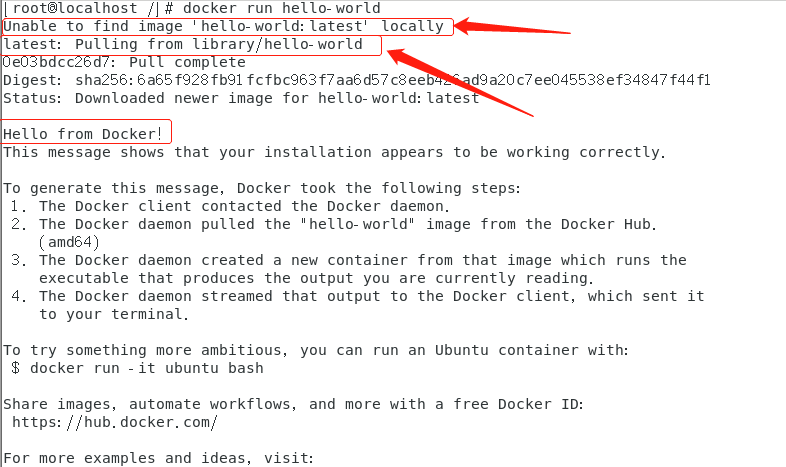 [root@localhost /]# docker run hello-world
Unable to find image 'hello-world:latest' locally
latest: Pulling from library/hello-world
0e03bdcc26d7: Pull complete
Digest: sha256:6a65f928fb91fcfbc963f7aa6d57c8eeb426ad9a20c7ee045538ef34847f44f1
Status: Downloaded newer image for hello-world:latest
Hello from Docker!
This message shows that your installation appears to be working correctly.
To generate this message, Docker took the following steps:
1. The Docker client contacted the Docker daemon.
2. The Docker daemon pulled the "hello-world" image from the Docker Hub.
(amd64)
3. The Docker daemon created a new container from that image which runs the
executable that produces the output you are currently reading.
4. The Docker daemon streamed that output to the Docker client, which sent it
to your terminal.
To try something more ambitious, you can run an Ubuntu container with:
$ docker run -it ubuntu bash
Share images, automate workflows, and more with a free Docker ID:
https://hub.docker.com/
For more examples and ideas, visit: